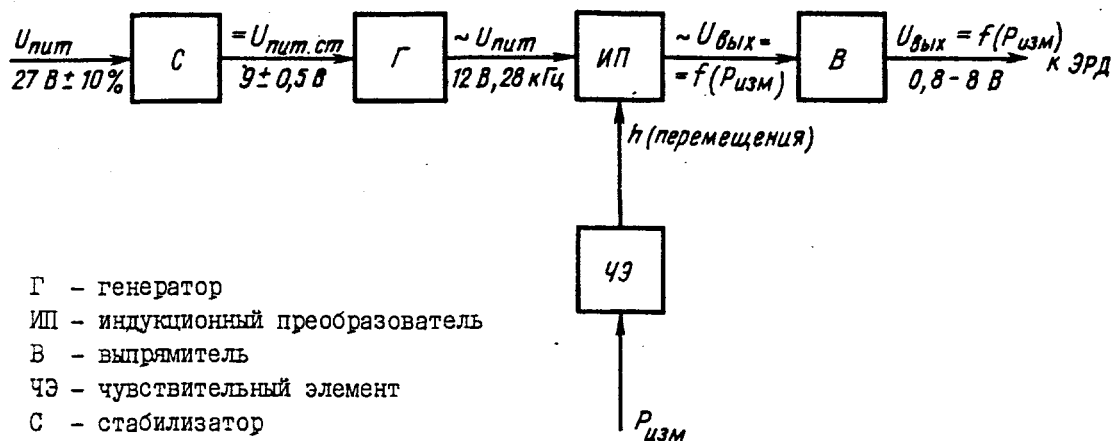 Uпит
27 В ± 10%
С
= Uпит.ст
9 ± 0,5 В
Г
~ Uпит
12 В, 28 кГц
ИП
~ Uвых =
= f(Pизм)
В
Uвых = f(Pизм)
0,8 - 8 В
к ЭРД
h (перемещения)
ЧЭ
Pизм
Г - генератор
ИП - индукционный преобразователь
В - выпрямитель
ЧЭ - чувствительный элемент
С - стабилизатор